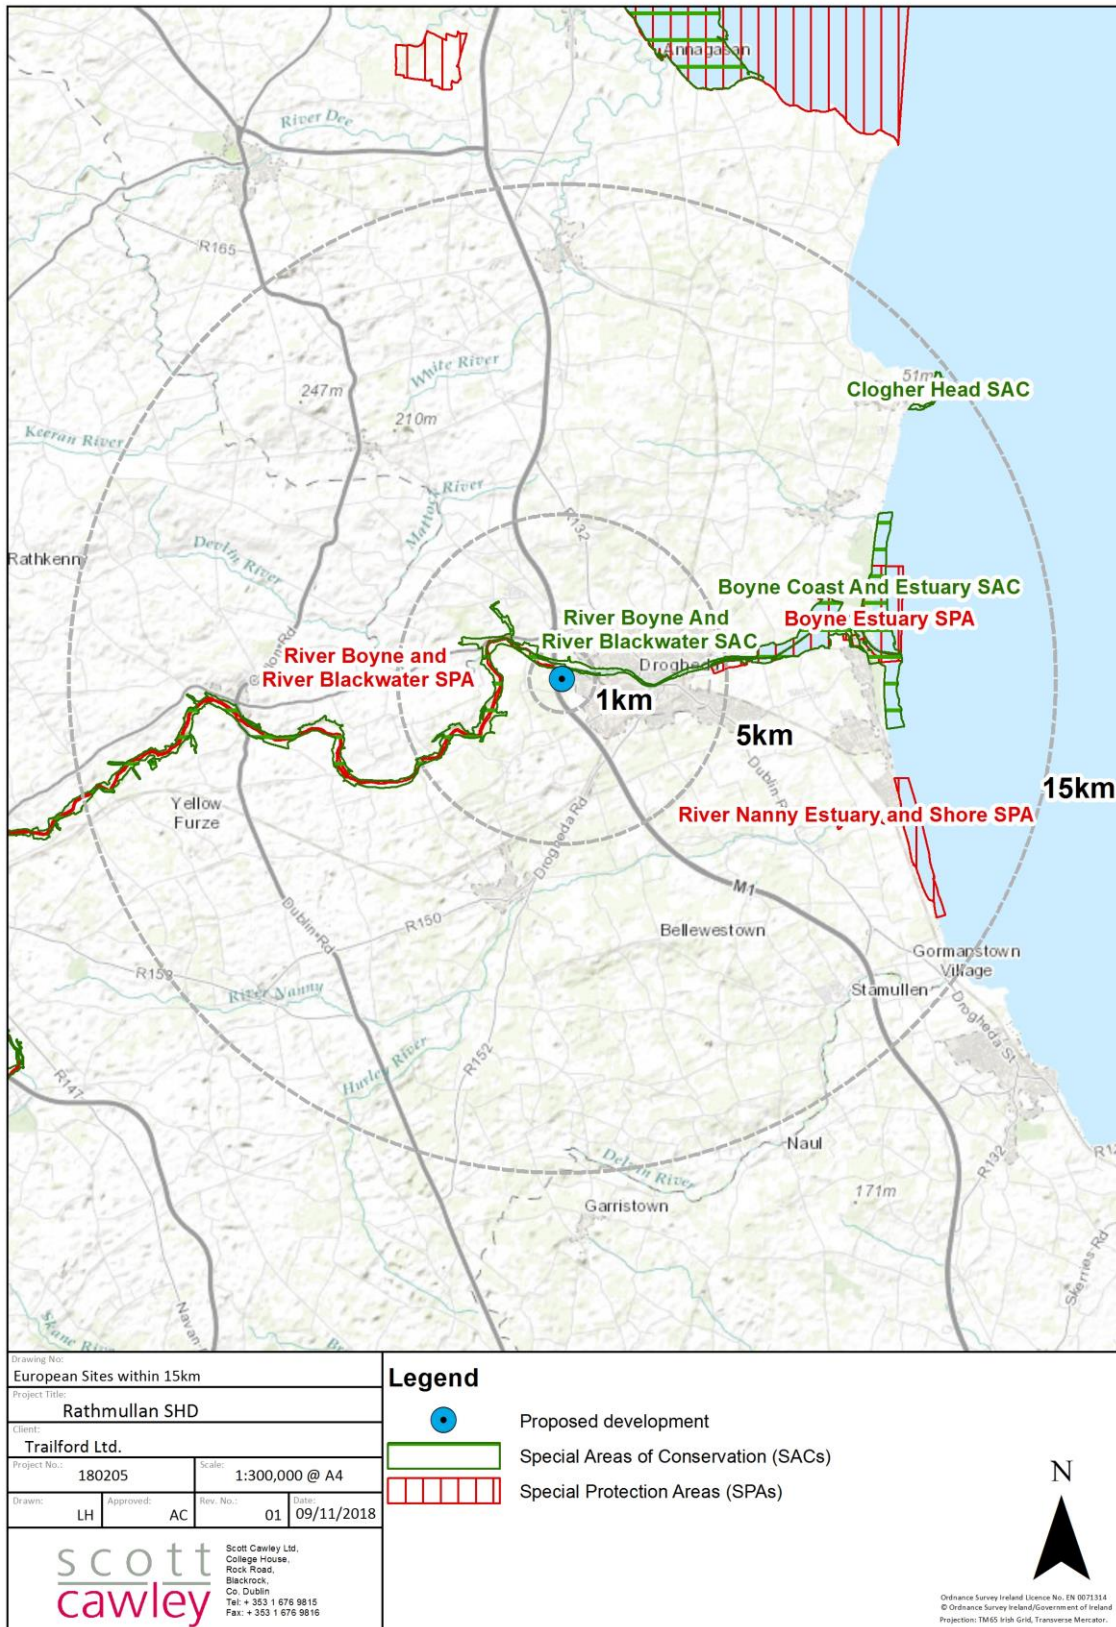 Annagasan
River Dee
R165
White River
247m
210m
51m
Clogher Head SAC
Keeran River
Mattock River
R132
Rathkenn
Devlin River
Boyne Coast And Estuary SAC
River Boyne And
River Blackwater SAC
Boyne Estuary SPA
River Boyne and
River Blackwater SPA
Drogheda
1km
5km
15km
Yellow
Furze
River Nanny Estuary and Shore SPA
Drogheda Rd
M1
R150
Dublin Rd
Bellewestown
Gormanstown
Village
R153
River Nanny
Stamullen
Drogheda St
Hurley River
R152
R147
Naul
R132
Delvin River
171m
Garristown
Skerries Rd
Navan
Skane River
Drawing No:
European Sites within 15km
Project Title:
Rathmullan SHD
Client:
Trailford Ltd.
Project No.:
180205
Scale:
1:300,000 @ A4
Drawn:
LH
Approved:
AC
Rev. No.:
01
Date:
09/11/2018
scott
cawley
Scott Cawley Ltd,
College House,
Rock Road,
Blackrock,
Co. Dublin
Tel: + 353 1 676 9815
Fax: + 353 1 676 9816
Legend
Proposed development
Special Areas of Conservation (SACs)
Special Protection Areas (SPAs)
N
Ordnance Survey Ireland Licence No. EN 0071314
© Ordnance Survey Ireland/Government of Ireland
Projection: TM65 Irish Grid, Transverse Mercator.